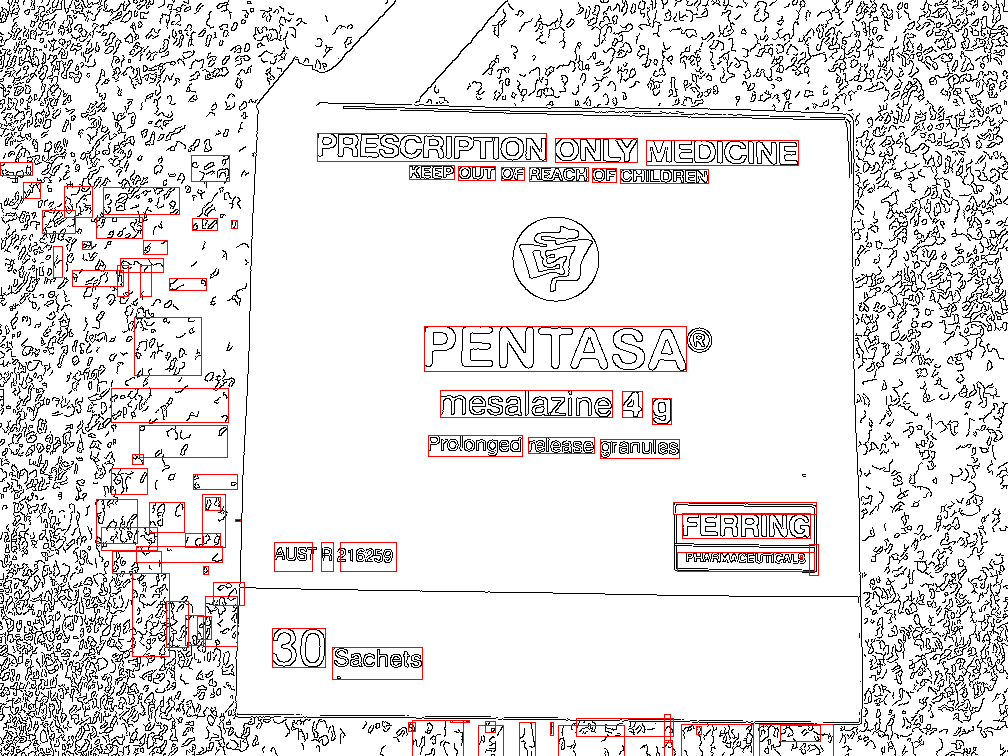 PRESCRIPTION ONLY MEDICINE
KEEP OUT OF REACH OF CHILDREN
PENTASA®
mesalazine 4 g
Prolonged release granules
FERRING
PHARMACEUTICALS
AUST R 216259
30 Sachets